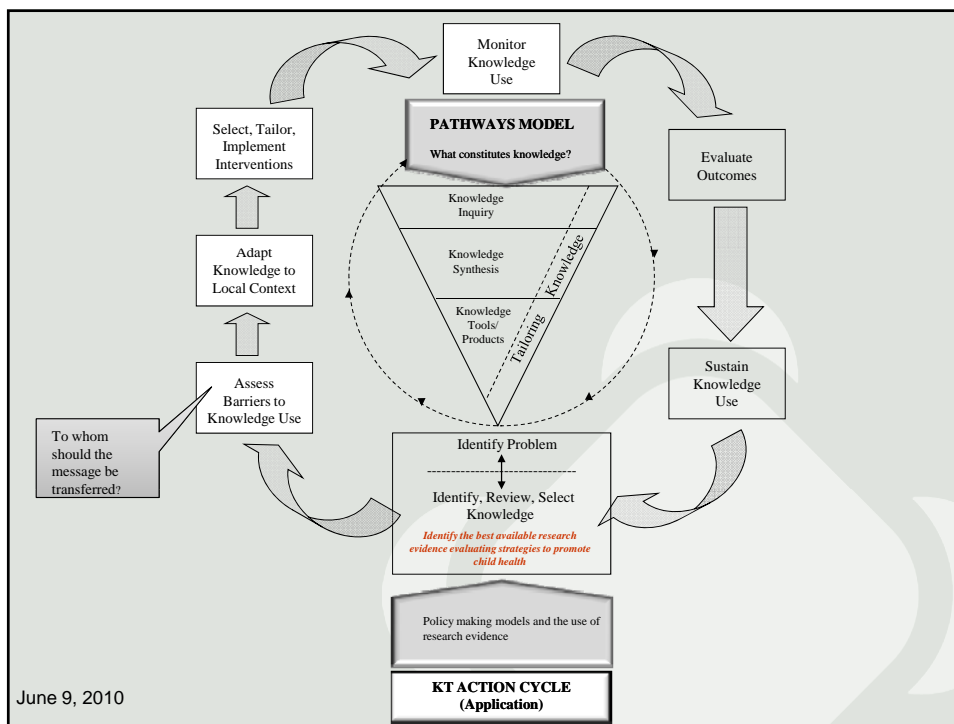 Monitor
Knowledge
Use
PATHWAYS MODEL
What constitutes knowledge?
Select, Tailor,
Implement
Interventions
Evaluate
Outcomes
Knowledge
Inquiry
Knowledge
Synthesis
Knowledge
Tools/
Products
Tailoring Knowledge
Adapt
Knowledge to
Local Context
Assess
Barriers to
Knowledge Use
Sustain
Knowledge
Use
To whom
should the
message be
transferred?
Identify Problem
Identify, Review, Select
Knowledge
Identify the best available research
evidence evaluating strategies to promote
child health
Policy making models and the use of
research evidence
KT ACTION CYCLE
(Application)
June 9, 2010